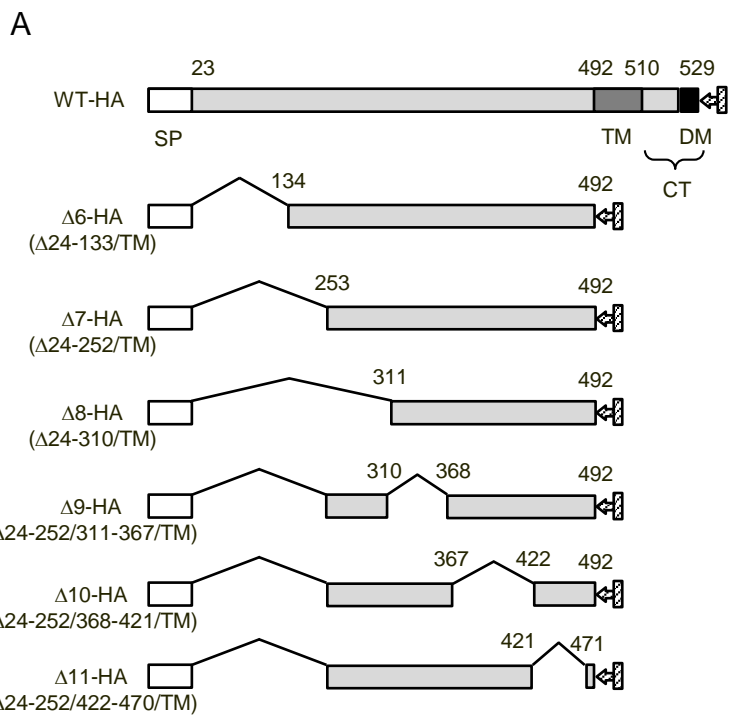 A
23 492 510 529
WT-HA
SP TM DM
CT
134 492
Δ6-HA
(Δ24-133/TM)
253 492
Δ7-HA
(Δ24-252/TM)
311 492
Δ8-HA
(Δ24-310/TM)
310 368 492
Δ9-HA
Δ24-252/311-367/TM)
367 422 492
Δ10-HA
Δ24-252/368-421/TM)
421 471
Δ11-HA
Δ24-252/422-470/TM)